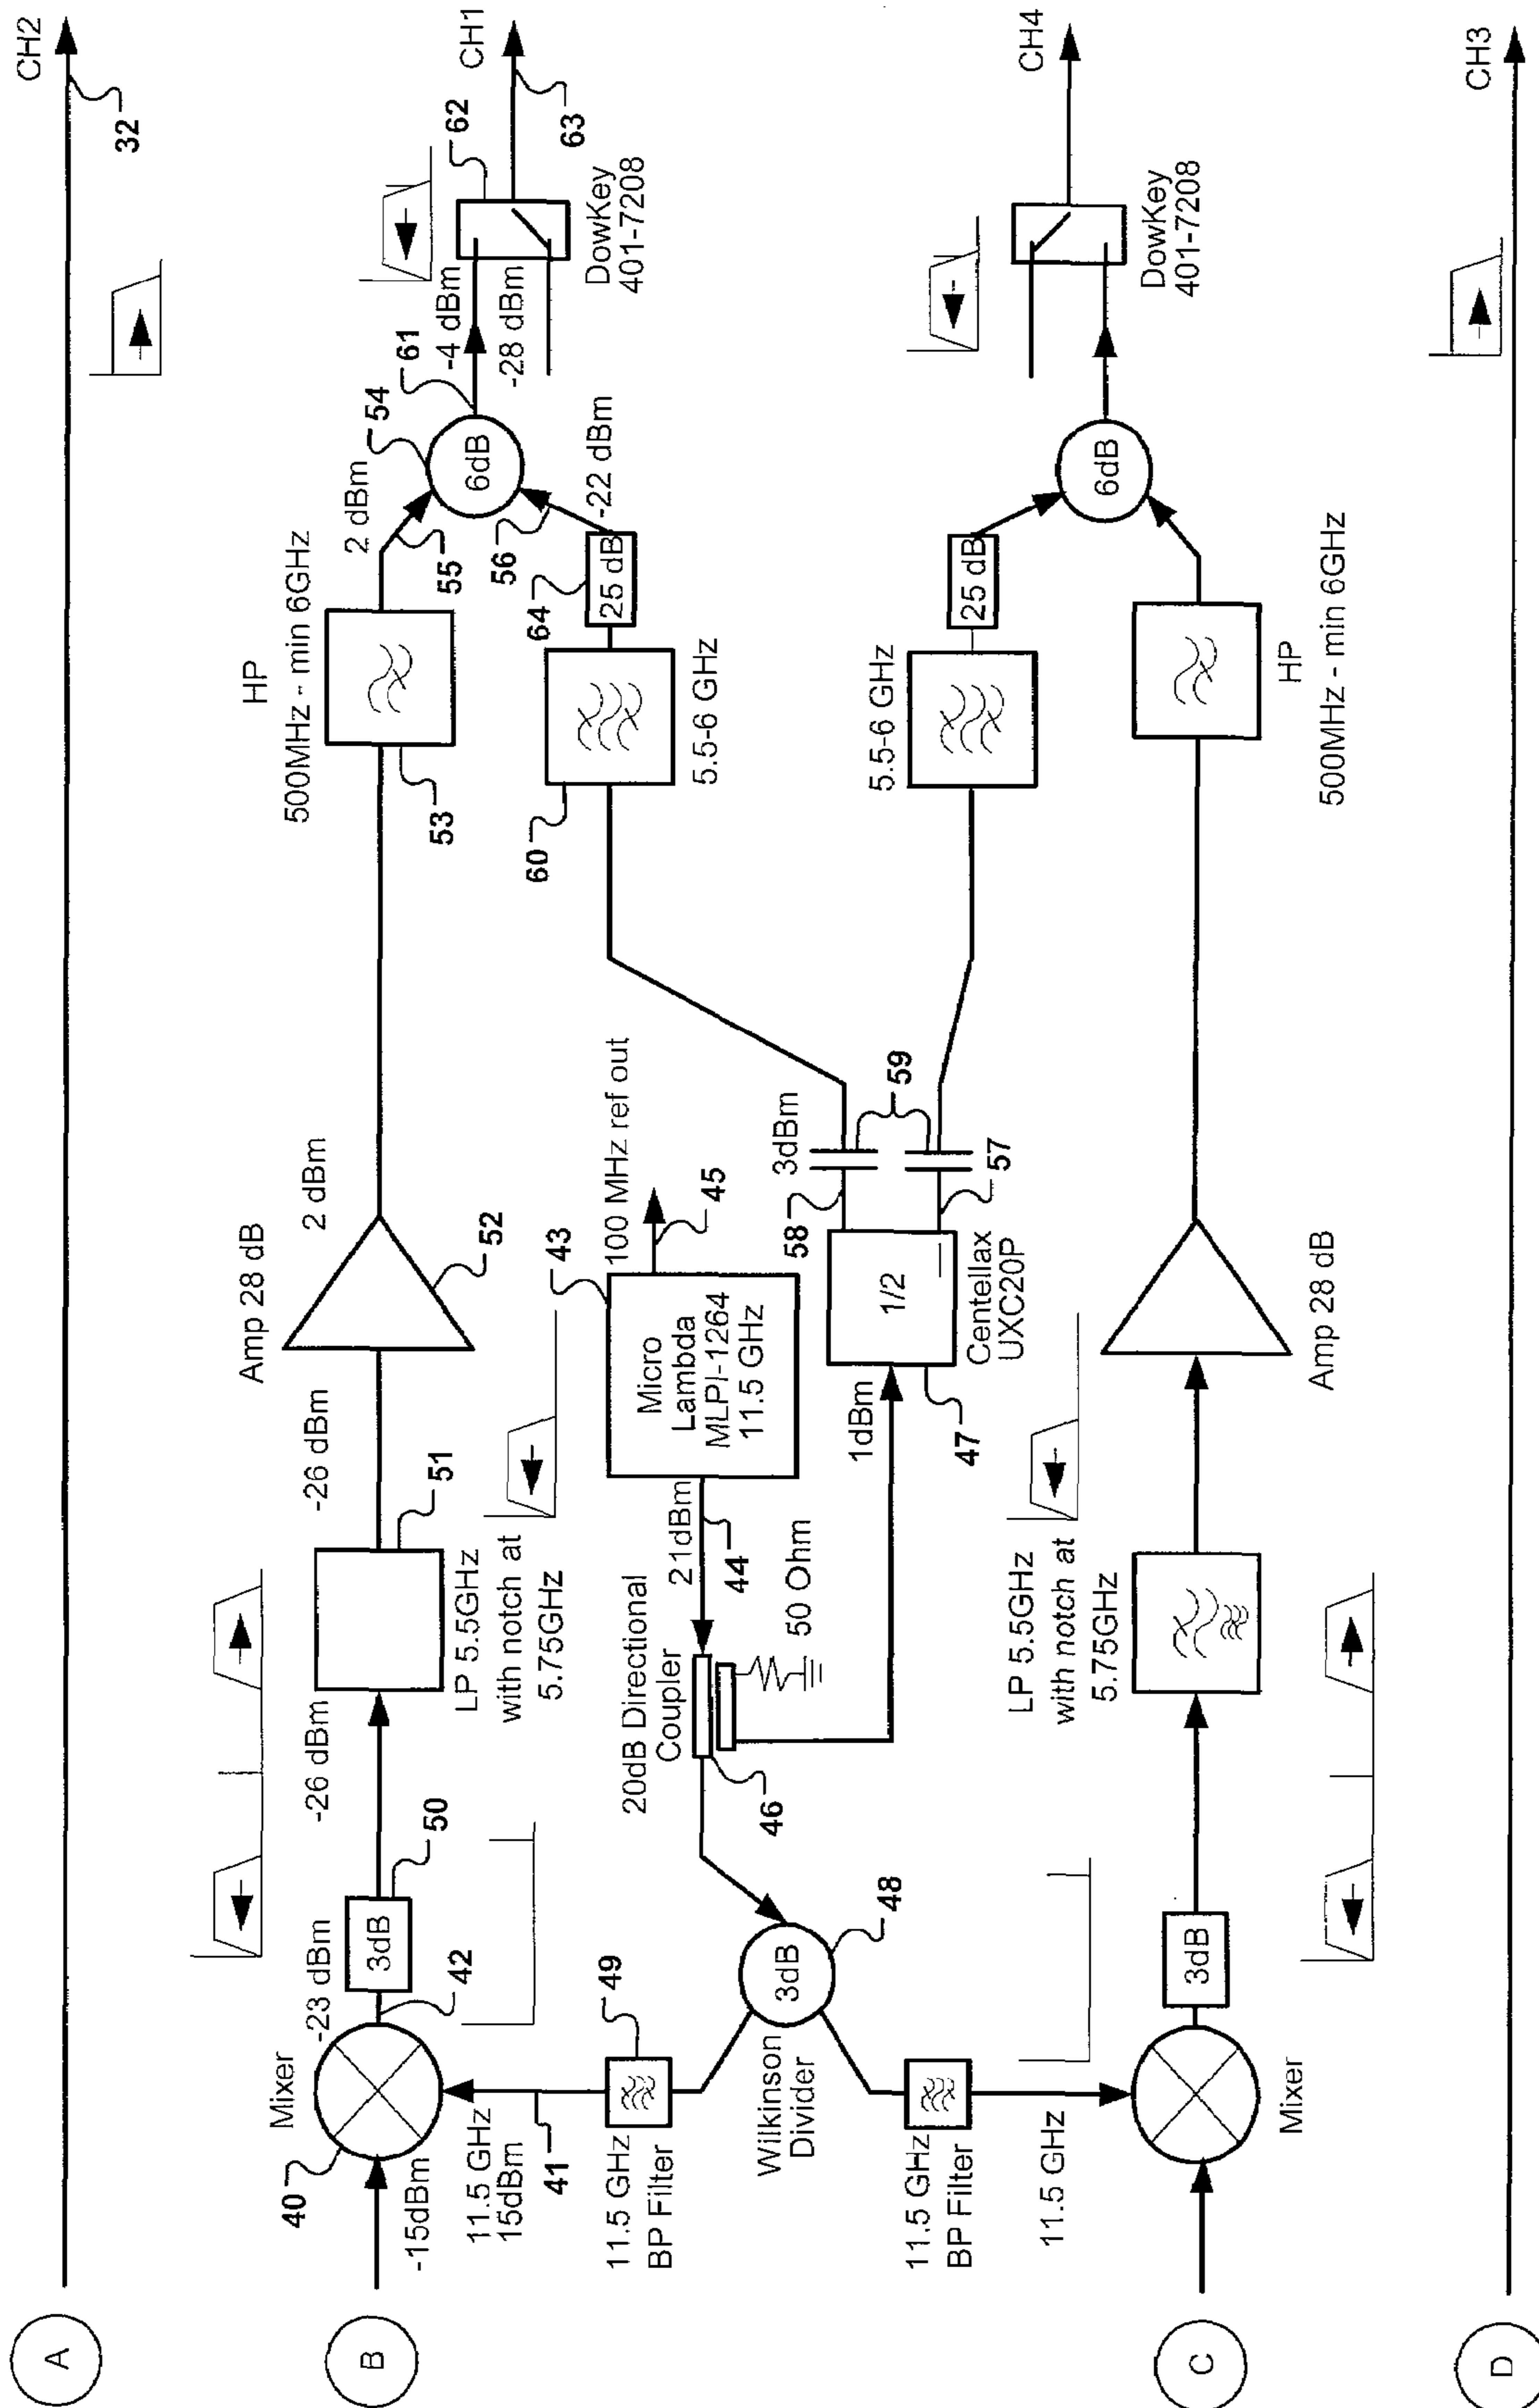 A
CH2
32
B
Mixer
40
-15dBm
-23 dBm
42
3dB
50
-26 dBm
51
LP 5.5GHz
with notch at
5.75GHz
-26 dBm
Amp 28 dB
2 dBm
52
HP
500MHz - min 6GHz
53
2 dBm
55
54
6dB
56
-22 dBm
61
-4 dBm
-28 dBm
62
CH1
63
DowKey
401-7208
11.5 GHz
15dBm
41
11.5 GHz
BP Filter
49
Wilkinson
Divider
3dB
48
20dB Directional
Coupler
46
50 Ohm
21dBm
44
Micro
Lambda
MLPI-1264
11.5 GHz
43
100 MHz ref out
45
1dBm
1/2
47
Centellax
UXC20P
58
3dBm
59
57
60
5.5-6 GHz
64
25 dB
5.5-6 GHz
25 dB
6dB
CH4
DowKey
401-7208
11.5 GHz
BP Filter
11.5 GHz
C
Mixer
3dB
LP 5.5GHz
with notch at
5.75GHz
Amp 28 dB
HP
500MHz - min 6GHz
D
CH3